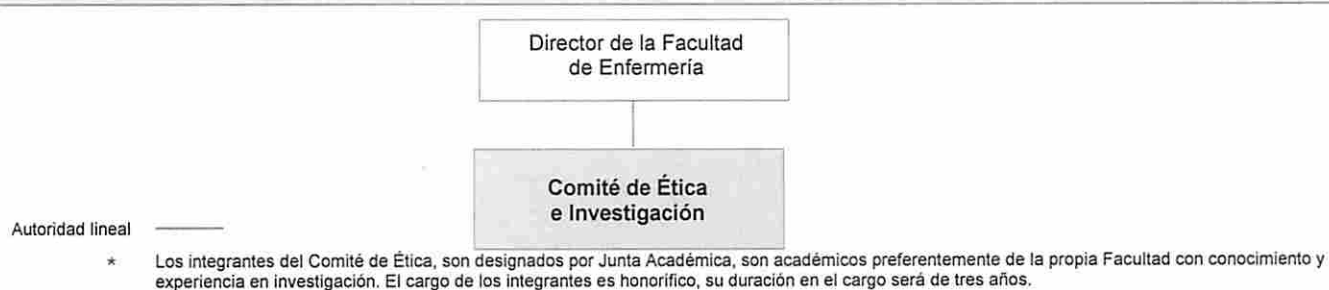 Director de la Facultad
de Enfermería
Comité de Ética
e Investigación
Autoridad lineal
* Los integrantes del Comité de Ética, son designados por Junta Académica, son académicos preferentemente de la propia Facultad con conocimiento y
experiencia en investigación. El cargo de los integrantes es honorifico, su duración en el cargo será de tres años.